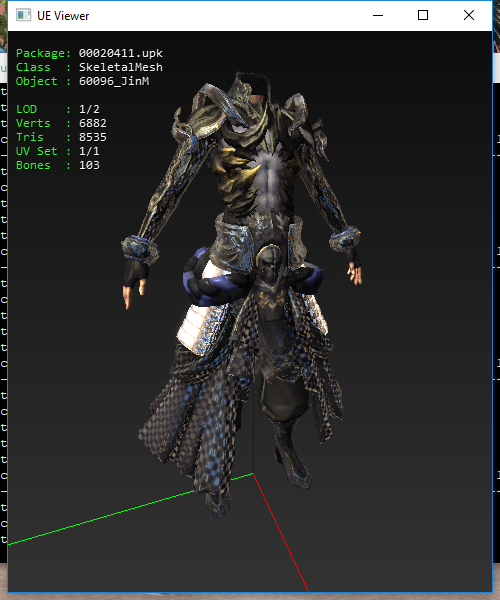 UE Viewer
Package: 00020411.upk
Class : SkeletalMesh
Object : 60096_JinM
LOD : 1/2
Verts : 6882
Tris : 8535
UV Set : 1/1
Bones : 103